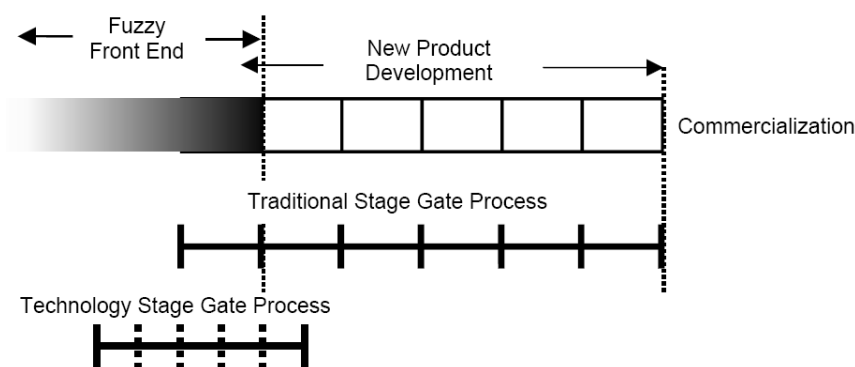 Fuzzy
Front End
New Product
Development
Commercialization
Traditional Stage Gate Process
Technology Stage Gate Process